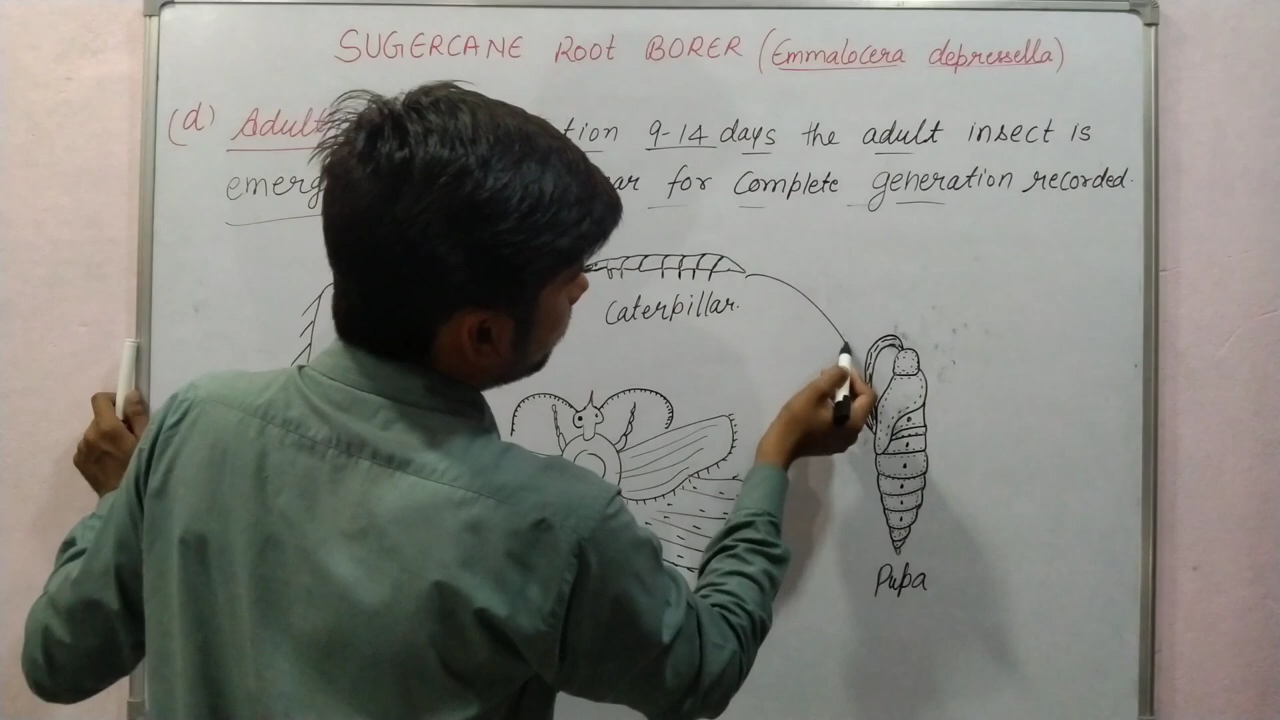 SUGERCANE Root BORER (Emmalocera depressella)
(d) Adult tion 9-14 days the adult insect is
emerg ar for Complete generation recorded.
Caterpillar.
Pupa